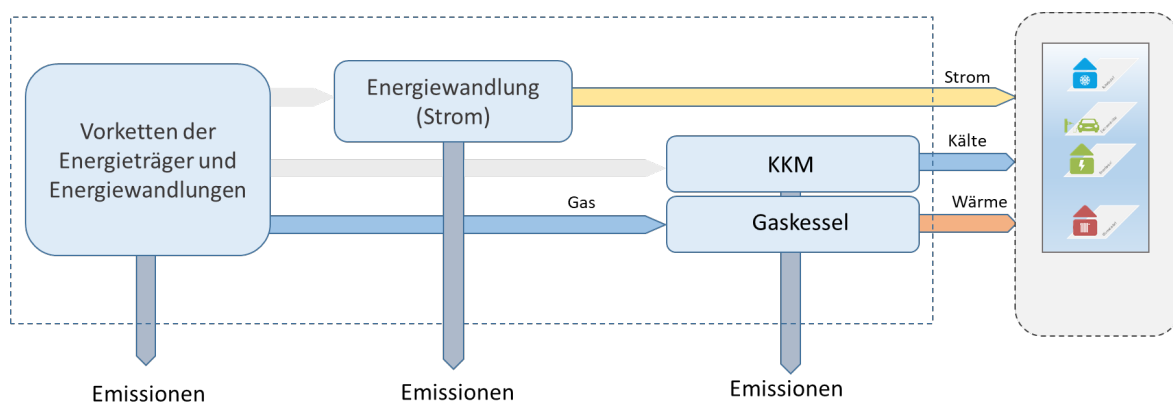 Vorketten der
Energieträger und
Energiewandlungen
Energiewandlung
(Strom)
Strom
KKM
Kälte
Gas
Gaskessel
Wärme
Emissionen
Emissionen
Emissionen